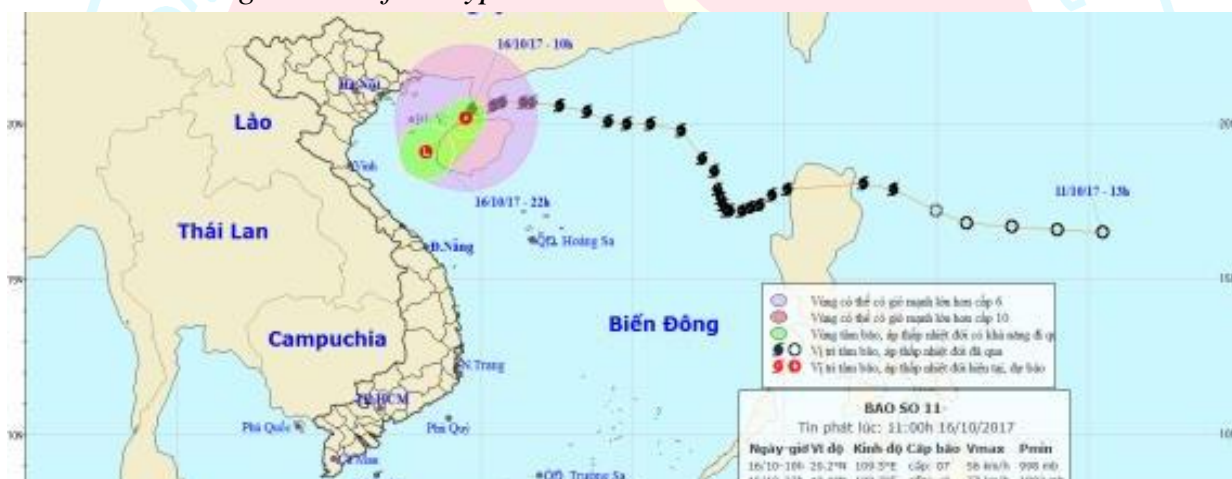 16/10/17 - 10h
Hà Nội
Lào
20N
Vinh
16/10/17 - 22h
11/10/17 - 13h
Thái Lan
Đ.Nẵng
QĐ. Hoàng Sa
15N
Vùng có thể có gió mạnh lớn hơn cấp 6
Vùng có thể có gió mạnh lớn hơn cấp 10
Vùng tâm bão, áp thấp nhiệt đới có khả năng đi q
Vị trí tâm bão, áp thấp nhiệt đới đã qua
Vị trí tâm bão, áp thấp nhiệt đới hiện tại, dự báo
Biển Đông
Campuchia
N.Trang
TP.HCM
Phú Quốc
Phú Quý
10N
Cà Mau
QĐ. Trường Sa
BAO SO 11
Tin phát lúc: 11:00h 16/10/2017
Ngày-giờ Vĩ độ Kinh độ Cấp bão Vmax Pmin
16/10-10h 20.2°N 109.5°E cấp: 07 56 km/h 998 mb